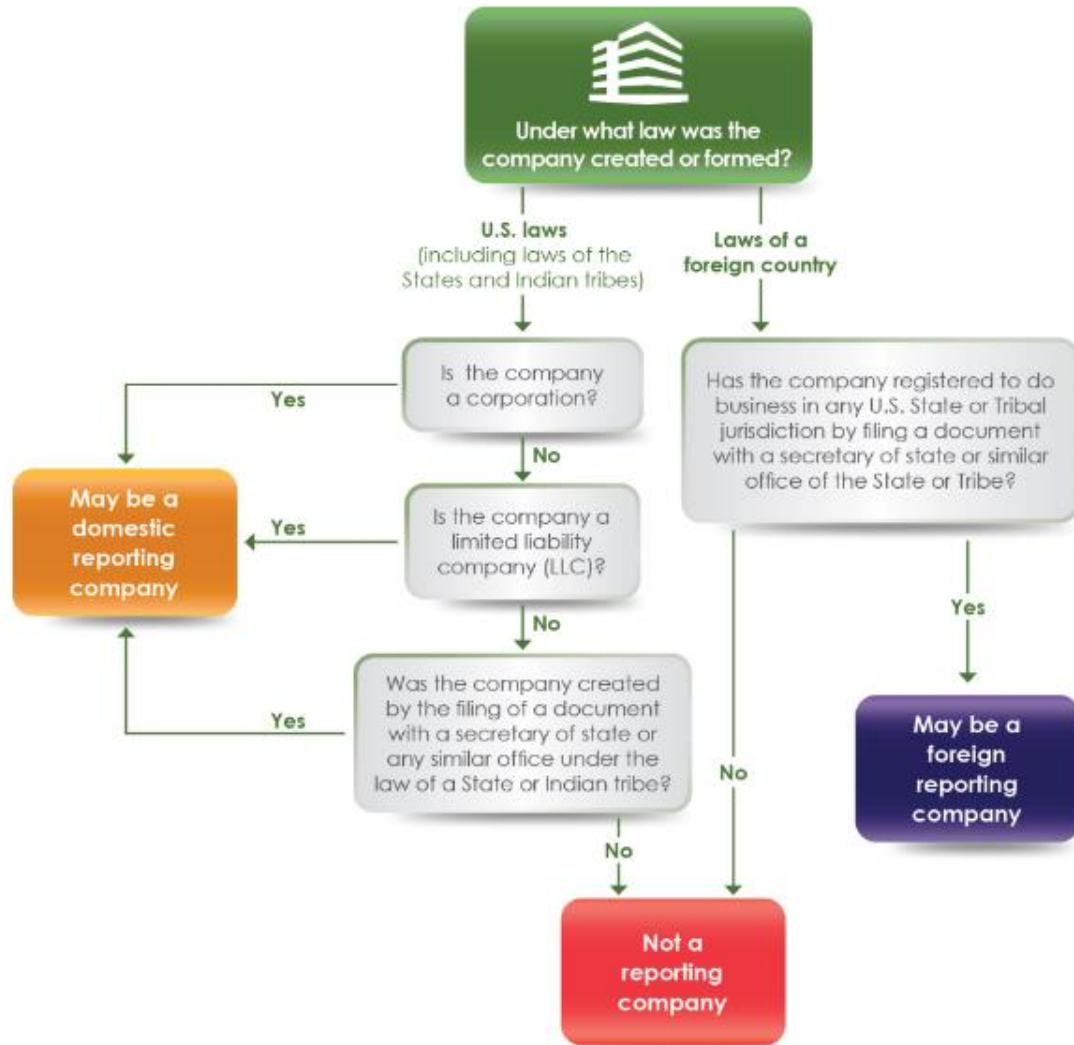 Under what law was the
company created or formed?
U.S. laws
(including laws of the
States and Indian tribes)
Laws of a
foreign country
Is the company
a corporation?
Yes
No
Has the company registered to do
business in any U.S. State or Tribal
jurisdiction by filing a document
with a secretary of state or similar
office of the State or Tribe?
May be a
domestic
reporting
company
Is the company a
limited liability
company (LLC)?
Yes
No
Was the company created
by the filing of a document
with a secretary of state or
any similar office under the
law of a State or Indian tribe?
Yes
No
No
Yes
May be a
foreign
reporting
company
Not a
reporting
company